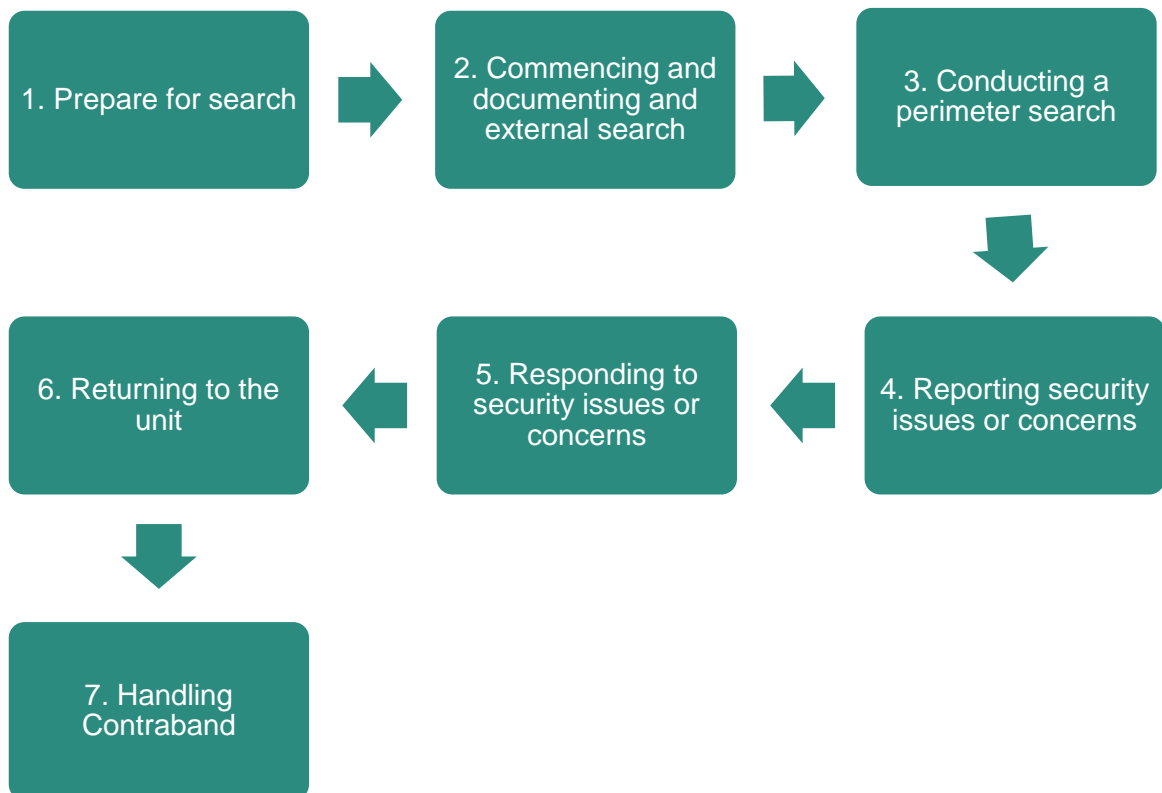 1. Prepare for search
2. Commencing and
documenting and
external search
3. Conducting a
perimeter search
4. Reporting security
issues or concerns
5. Responding to
security issues or
concerns
6. Returning to the
unit
7. Handling
Contraband